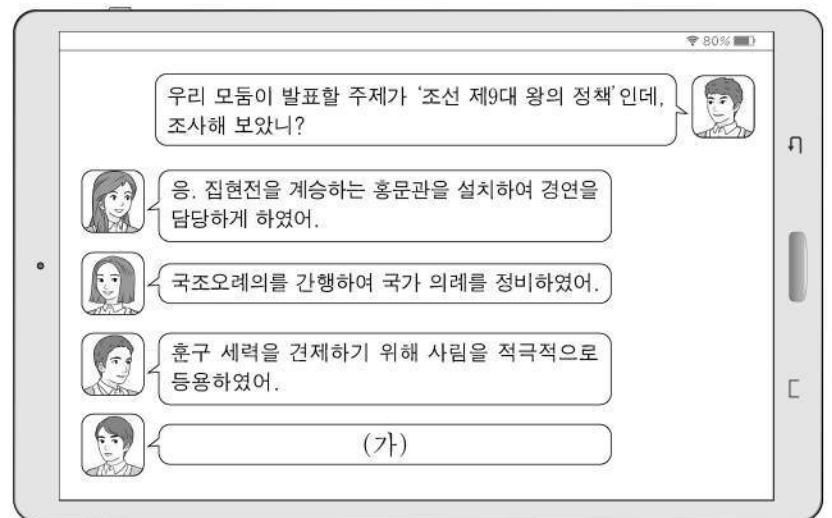 80%
우리 모둠이 발표할 주제가 ‘조선 제9대 왕의 정책’인데,
조사해 보았니?
응. 집현전을 계승하는 홍문관을 설치하여 경연을
담당하게 하였어.
국조오례의를 간행하여 국가 의례를 정비하였어.
훈구 세력을 견제하기 위해 사림을 적극적으로
등용하였어.
(가)